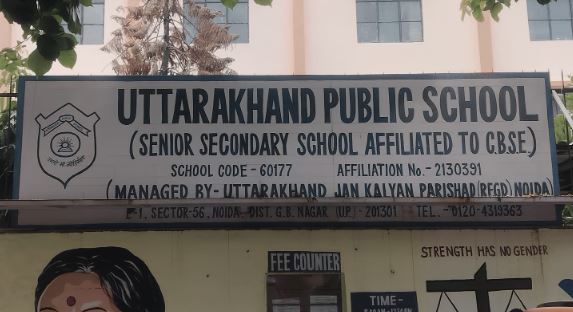 UTTARAKHAND PUBLIC SCHOOL
(SENIOR SECONDARY SCHOOL AFFILIATED TO C.B.S.E.)
SCHOOL CODE - 60177 AFFILIATION No. - 2130391
(MANAGED BY - UTTARAKHAND JAN KALYAN PARISHAD (REGD) NOIDA)
F-1, SECTOR-56, NOIDA, DIST. G.B. NAGAR (U.P.) - 201301 TEL. - 0120-4319363
STRENGTH HAS NO GENDER
FEE COUNTER
TIME -